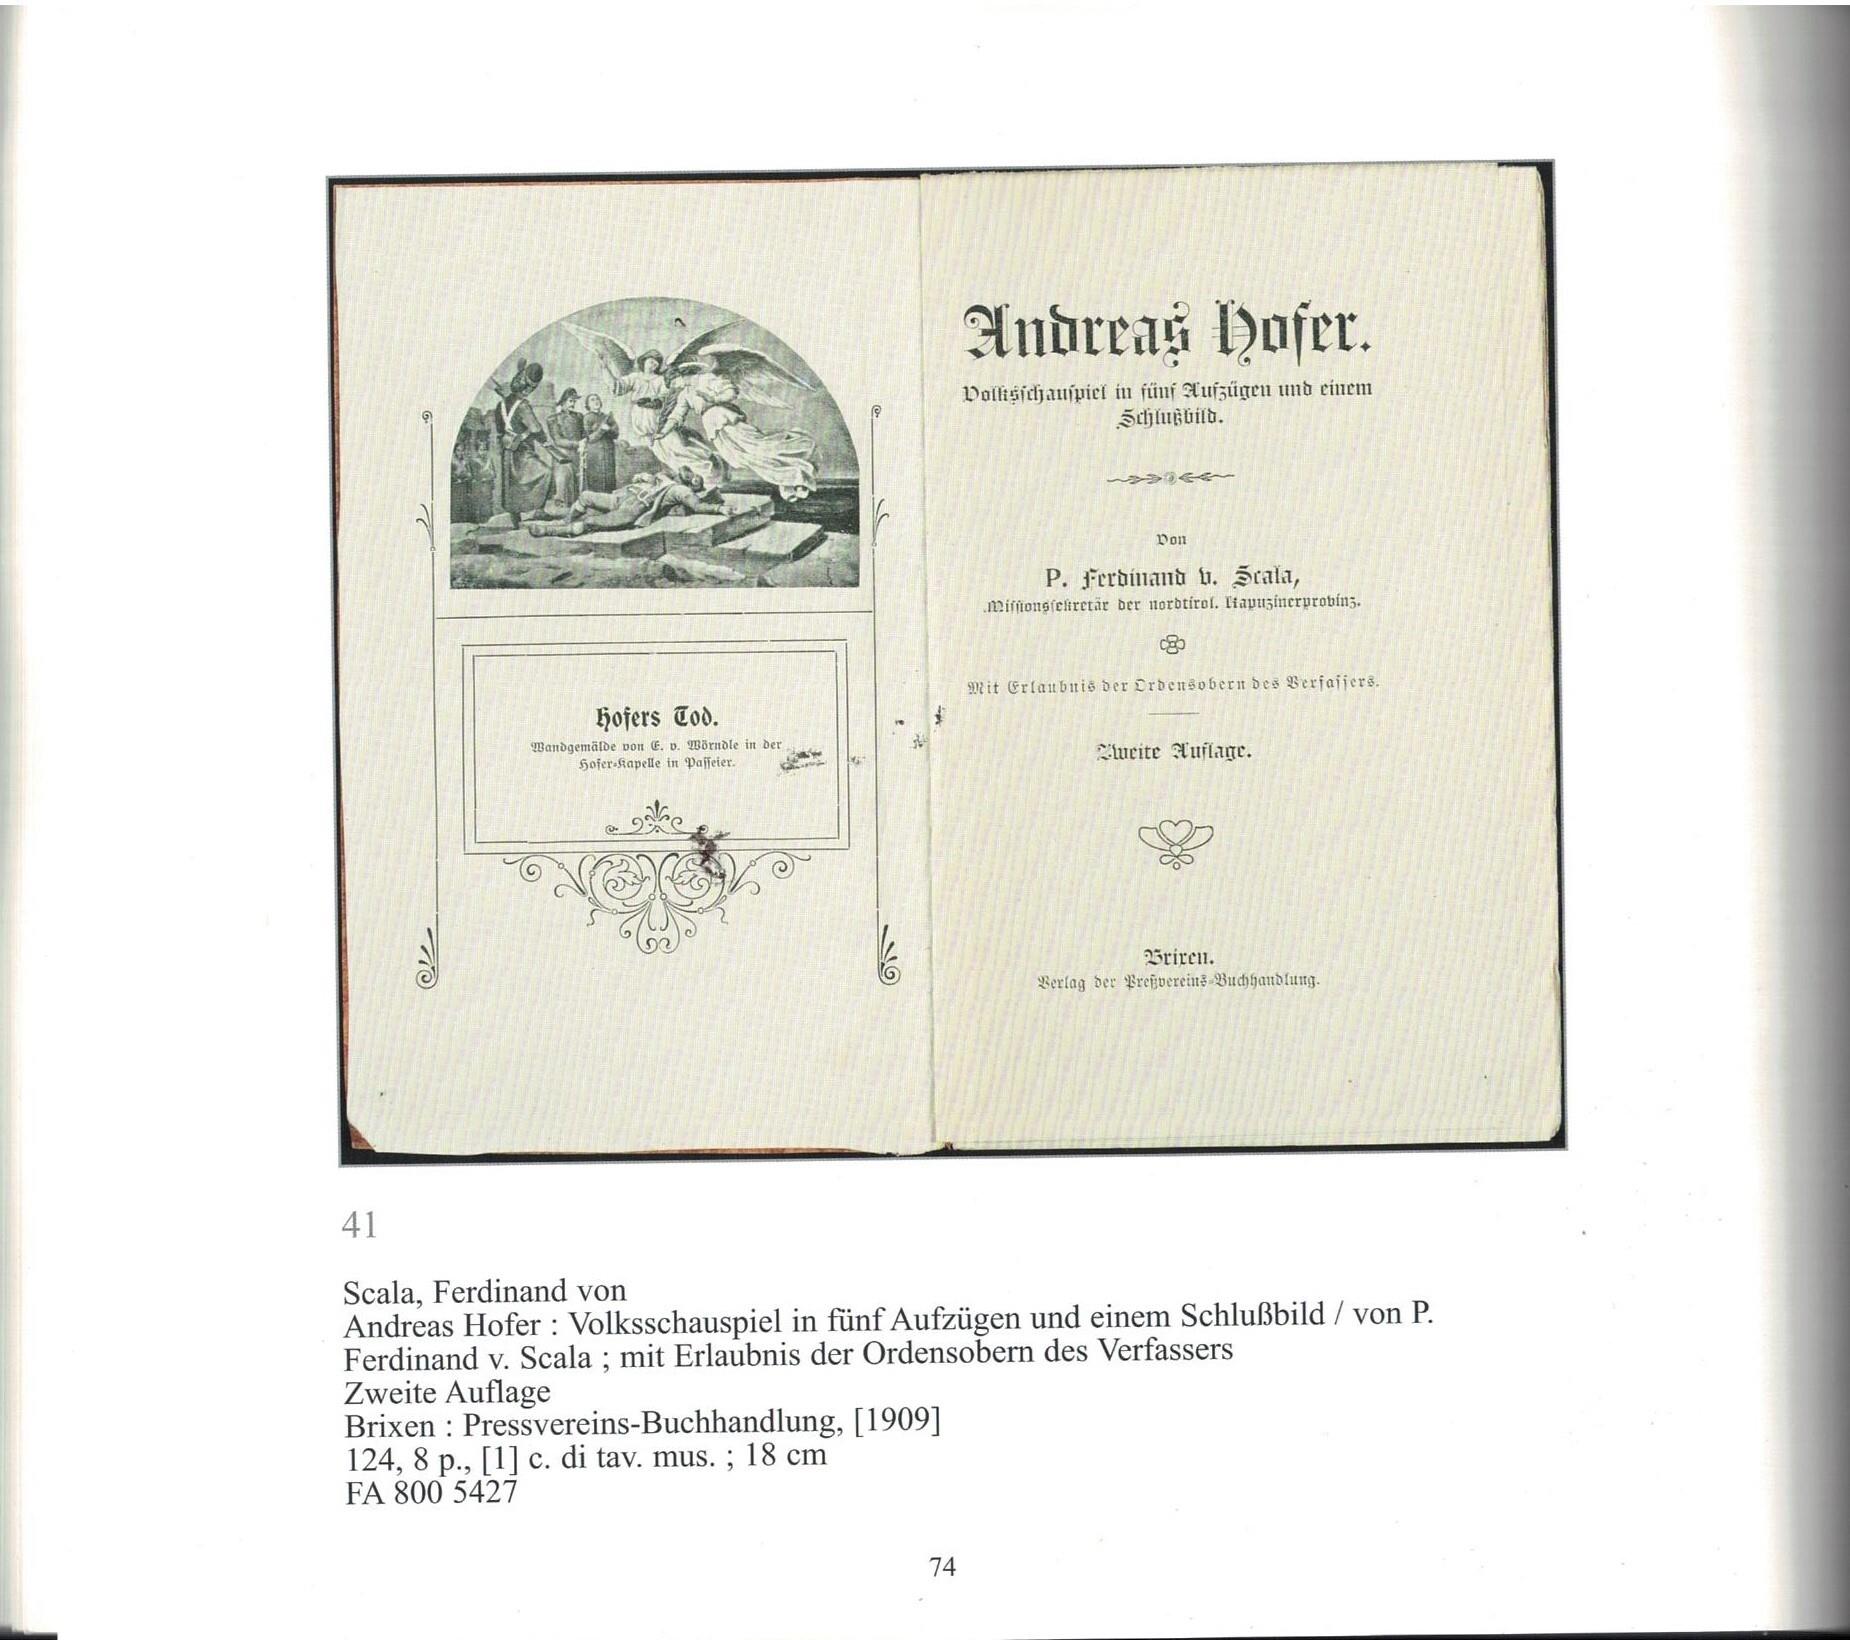 Hofers Tod.
Wandgemälde von E. v. Wörndle in der
Hofer-Kapelle in Passeier.
Andreas Hofer.
Volksschauspiel in fünf Aufzügen und einem
Schlußbild.
Von
P. Ferdinand v. Scala,
Missionssekretär der nordtirol. Kapuzinerprovinz.
Mit Erlaubnis der Ordensobern des Verfassers.
Zweite Auflage.
Brixen.
Verlag der Preßvereins-Buchhandlung.
41
Scala, Ferdinand von
Andreas Hofer : Volksschauspiel in fünf Aufzügen und einem Schlußbild / von P.
Ferdinand v. Scala ; mit Erlaubnis der Ordensobern des Verfassers
Zweite Auflage
Brixen : Pressvereins-Buchhandlung, [1909]
124, 8 p., [1] c. di tav. mus. ; 18 cm
FA 800 5427
74